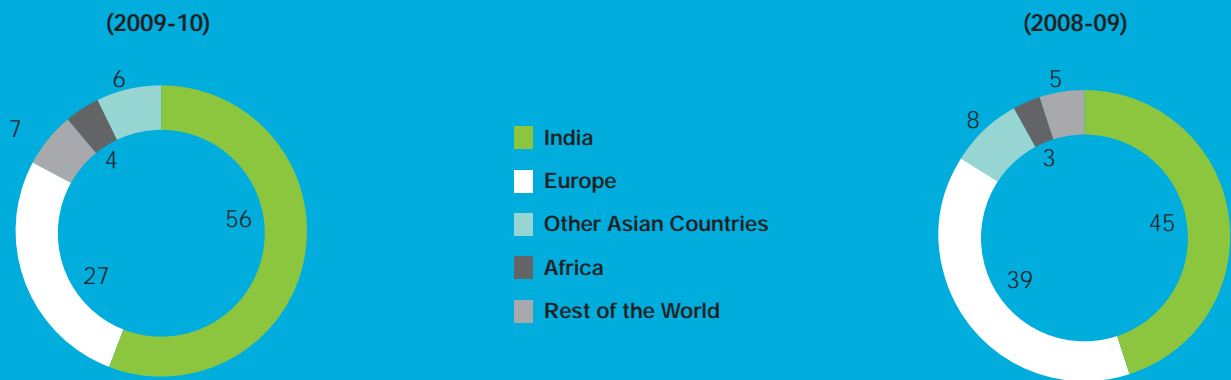 (2009-10)
6
7
4
56
27
India
Europe
Other Asian Countries
Africa
Rest of the World
(2008-09)
5
8
3
45
39